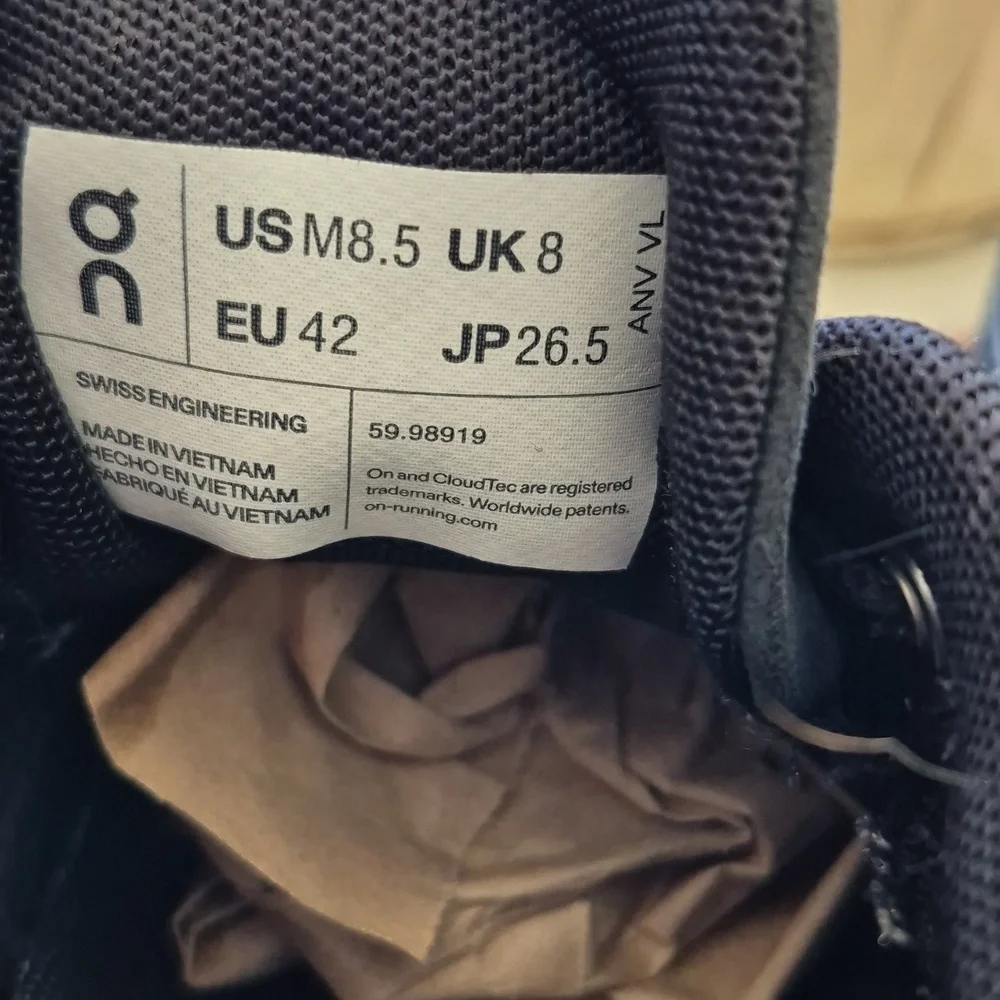 On
US M8.5 UK 8
EU 42 JP 26.5
ANV VL
SWISS ENGINEERING
MADE IN VIETNAM
HECHO EN VIETNAM
FABRIQUÉ AU VIETNAM
59.98919
On and CloudTec are registered
trademarks. Worldwide patents.
on-running.com